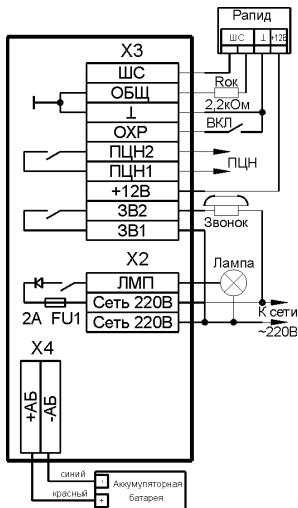 Рапид
ШС ⊥ +12В
X3
ШС
ОБЩ
Rок
⊥
2,2кОм
ОХР
ВКЛ
ПЦН2
ПЦН1
ПЦН
+12В
ЗВ2
ЗВ1
Звонок
X2
Лампа
ЛМП
Сеть 220В
2А FU1
Сеть 220В
К сети
~220В
X4
+АБ
-АБ
синий
-
красный
+
Аккумуляторная
батарея